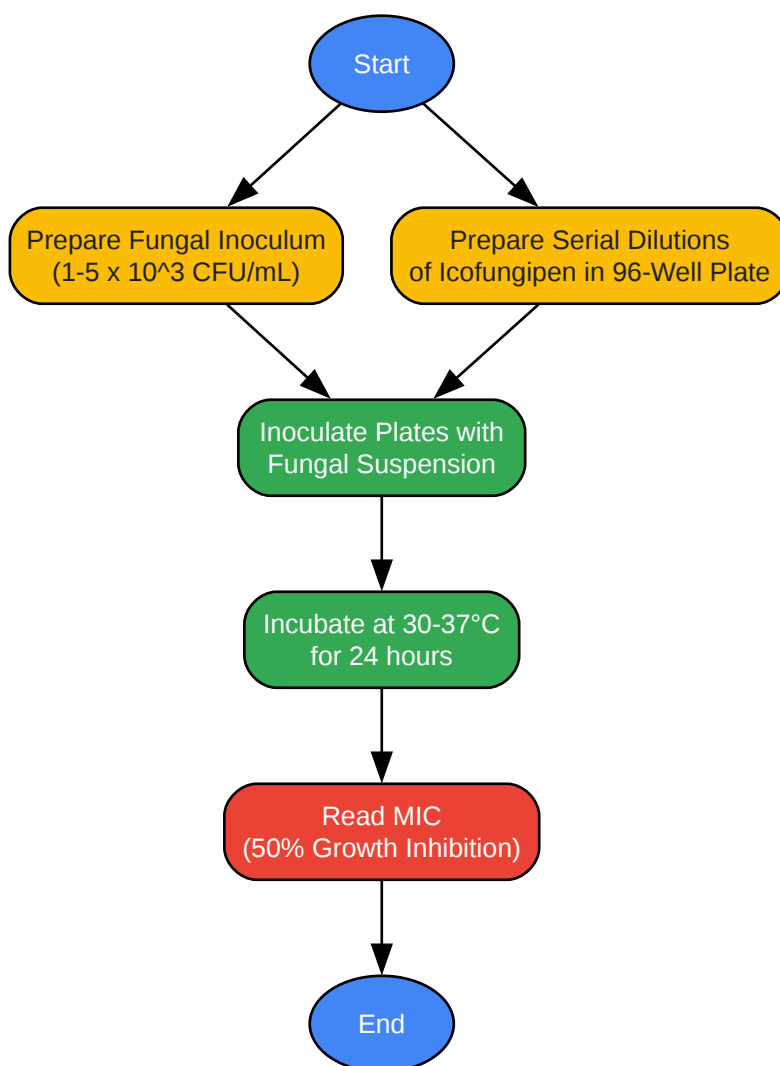 Start
Prepare Fungal Inoculum
(1-5 x 10^3 CFU/mL)
Prepare Serial Dilutions
of Icofungipen in 96-Well Plate
Inoculate Plates with
Fungal Suspension
Incubate at 30-37°C
for 24 hours
Read MIC
(50% Growth Inhibition)
End